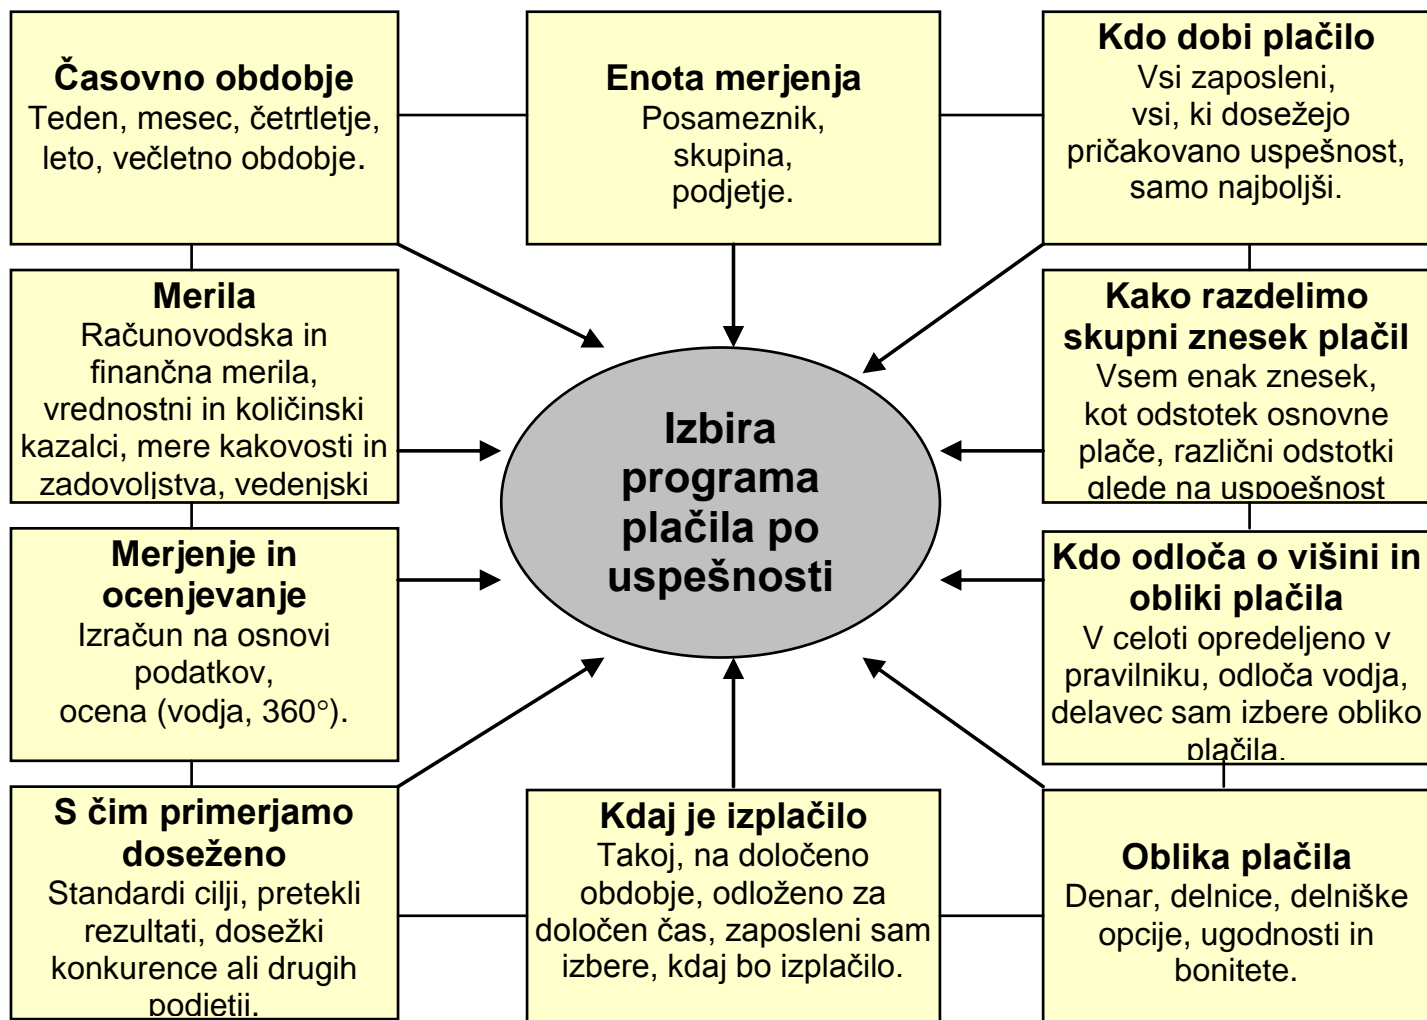 Časovno obdobje
Teden, mesec, četrtletje,
leto, večletno obdobje.
Enota merjenja
Posameznik,
skupina,
podjetje.
Kdo dobi plačilo
Vsi zaposleni,
vsi, ki dosežejo
pričakovano uspešnost,
samo najboljši.
Merila
Računovodska in
finančna merila,
vrednostni in količinski
kazalci, mere kakovosti in
zadovoljstva, vedenjski
Izbira
programa
plačila po
uspešnosti
Kako razdelimo
skupni znesek plačil
Vsem enak znesek,
kot odstotek osnovne
plače, različni odstotki
glede na uspoešnost
Merjenje in
ocenjevanje
Izračun na osnovi
podatkov,
ocena (vodja, 360°).
Kdo odloča o višini in
obliki plačila
V celoti opredeljeno v
pravilniku, odloča vodja,
delavec sam izbere obliko
plačila.
S čim primerjamo
doseženo
Standardi cilji, pretekli
rezultati, dosežki
konkurence ali drugih
podjetij.
Kdaj je izplačilo
Takoj, na določeno
obdobje, odloženo za
določen čas, zaposleni sam
izbere, kdaj bo izplačilo.
Oblika plačila
Denar, delnice, delniške
opcije, ugodnosti in
bonitete.